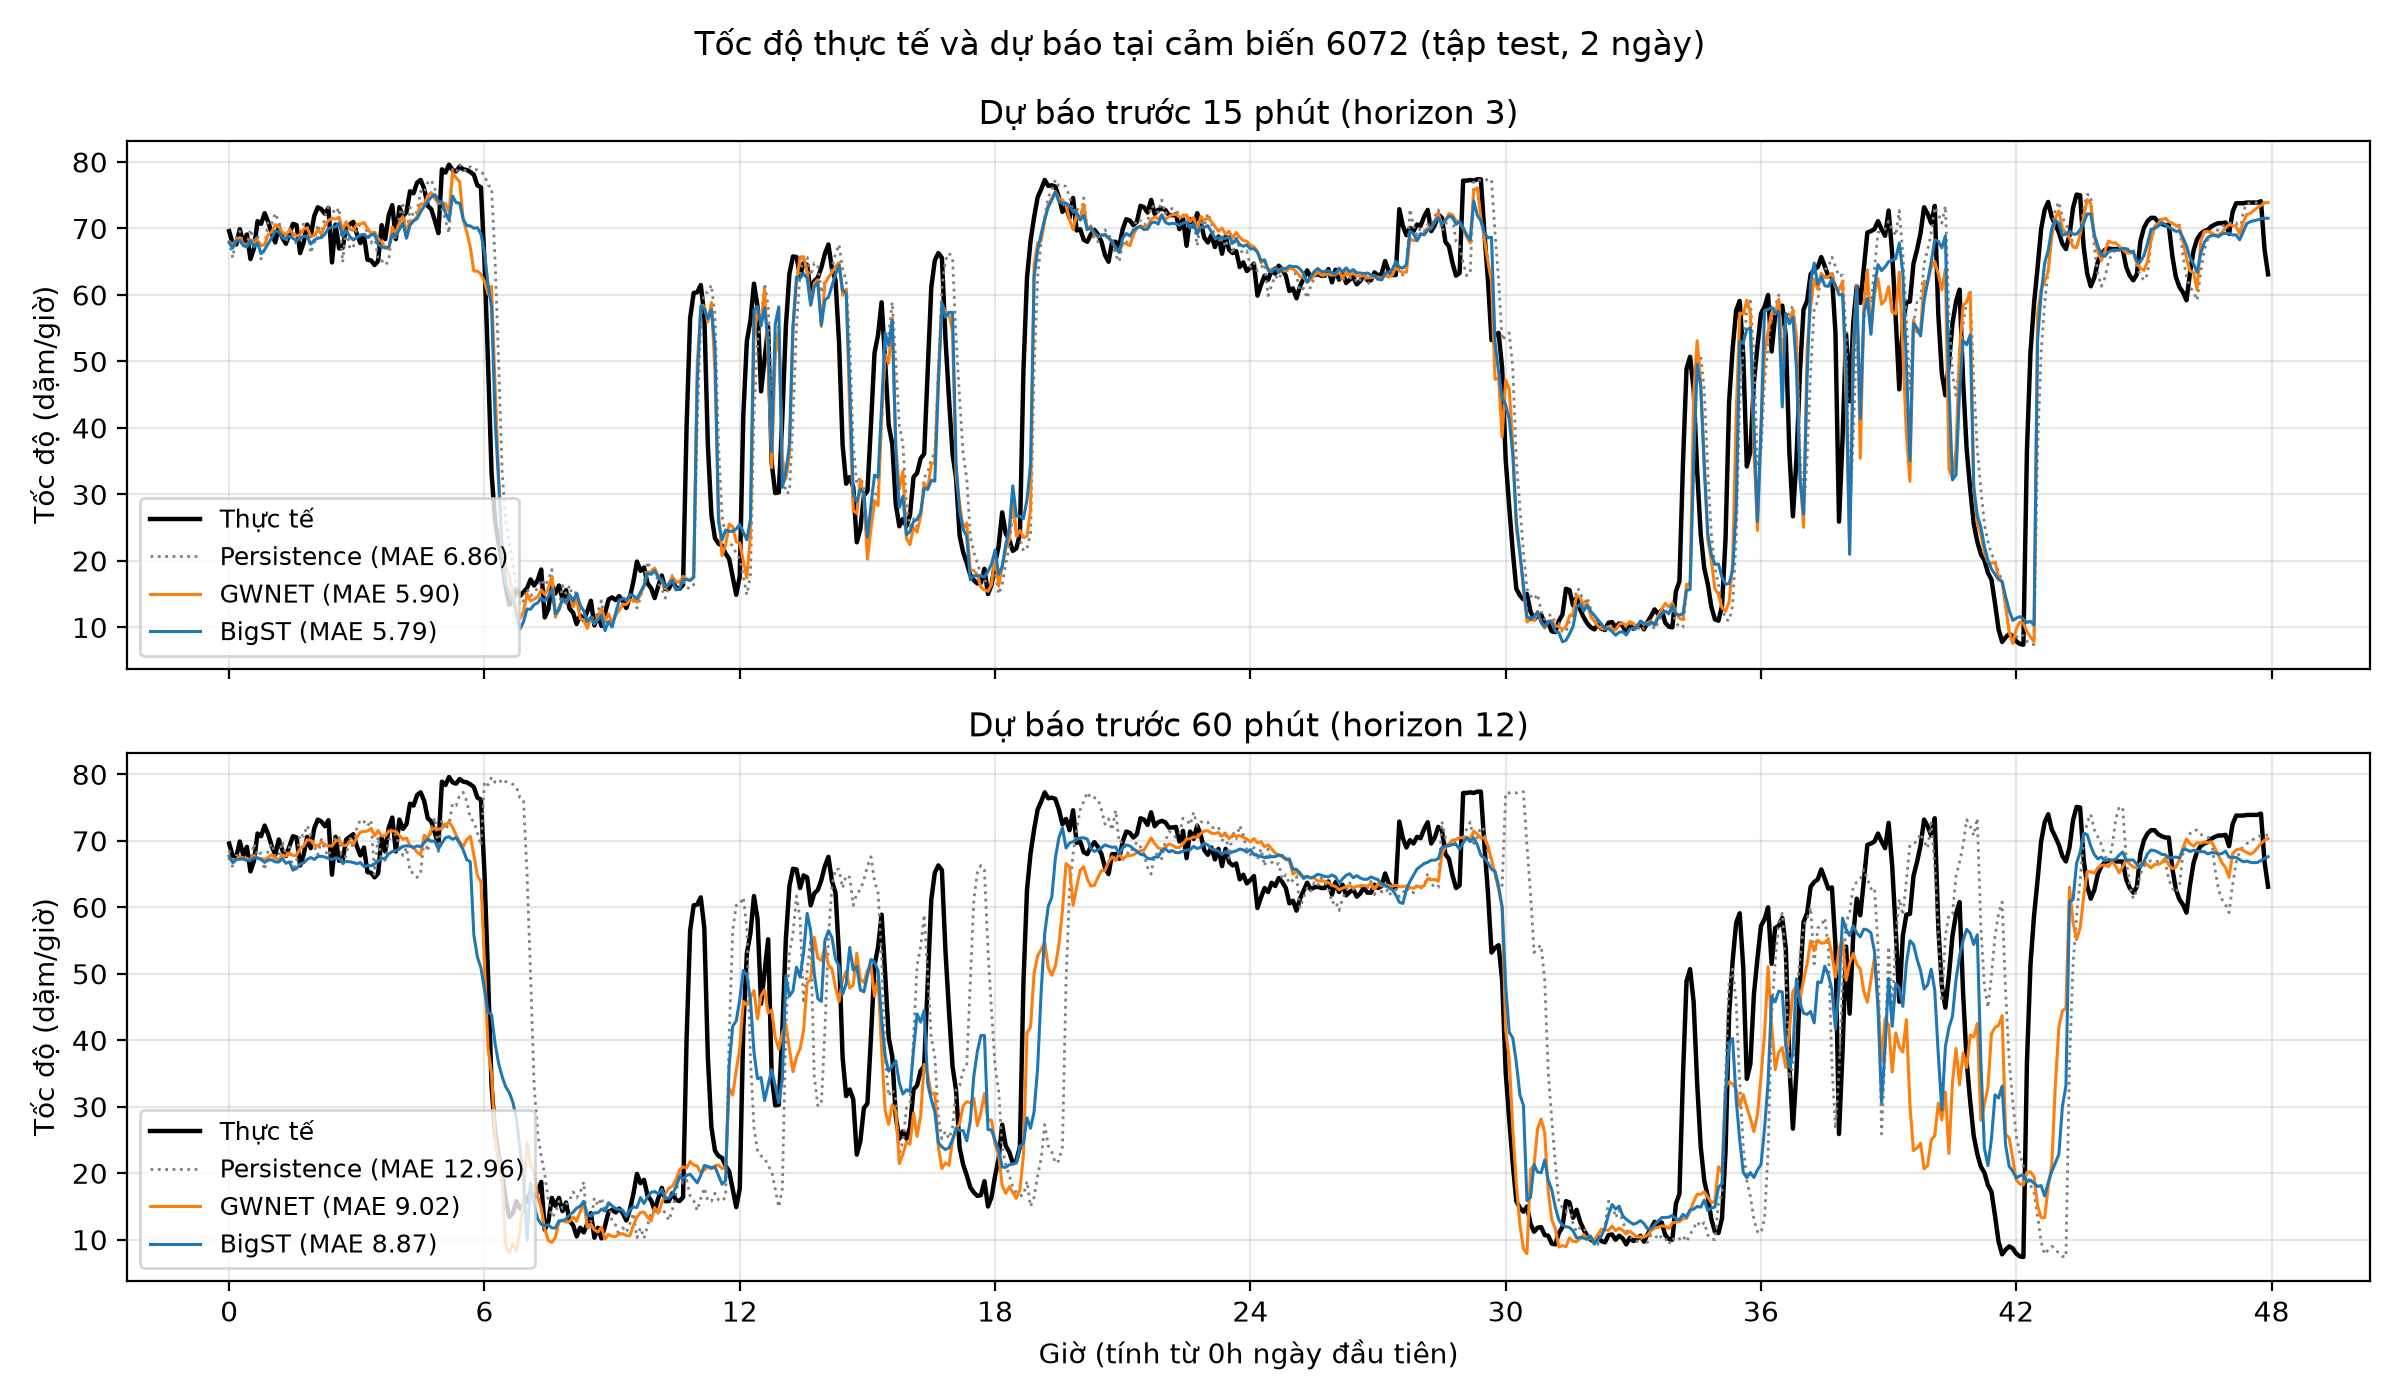 Tốc độ thực tế và dự báo tại cảm biến 6072 (tập test, 2 ngày)
Dự báo trước 15 phút (horizon 3)
Tốc độ (dặm/giờ)
80
70
60
50
40
30
20
10
Thực tế
Persistence (MAE 6.86)
GWNET (MAE 5.90)
BigST (MAE 5.79)
Dự báo trước 60 phút (horizon 12)
Tốc độ (dặm/giờ)
80
70
60
50
40
30
20
10
Thực tế
Persistence (MAE 12.96)
GWNET (MAE 9.02)
BigST (MAE 8.87)
0 6 12 18 24 30 36 42 48
Giờ (tính từ 0h ngày đầu tiên)